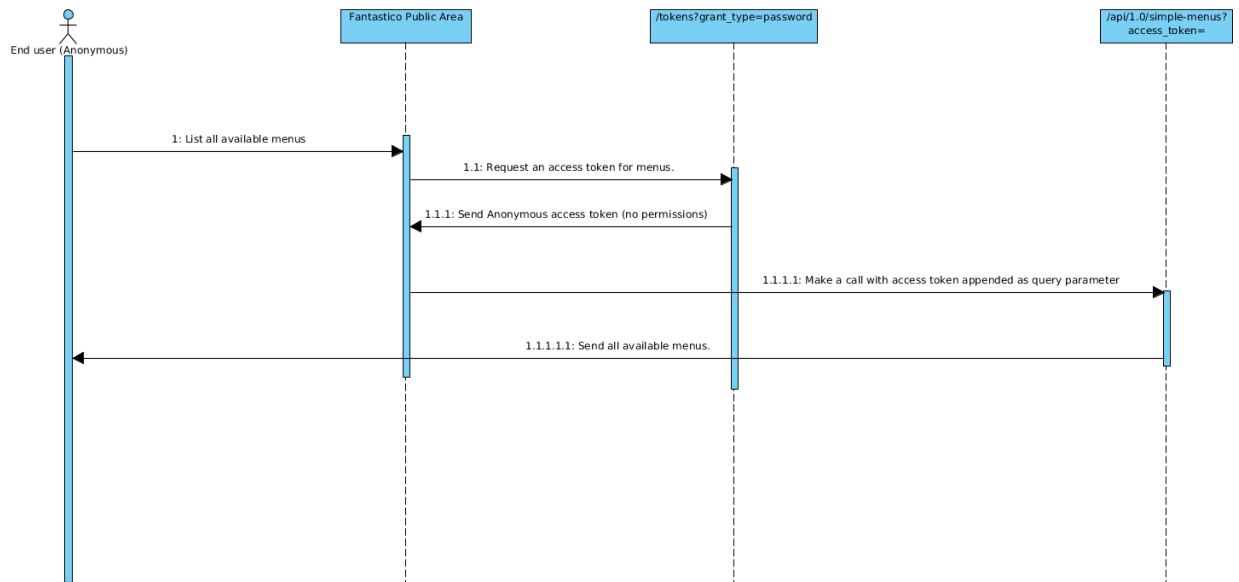 Fantastico Public Area
/tokens?grant_type=password
/api/1.0/simple-menus?
access_token=
End user (Anonymous)
1: List all available menus
1.1: Request an access token for menus.
1.1.1: Send Anonymous access token (no permissions)
1.1.1.1: Make a call with access token appended as query parameter
1.1.1.1.1: Send all available menus.